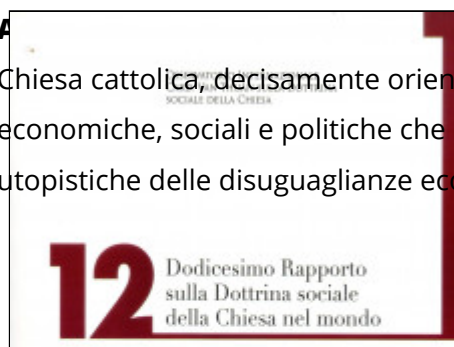 A
Chiesa cattolica, decisamente orien
SOCIALE DELLA CHIESA
economiche, sociali e politiche che
utopistiche delle disuguaglianze ec
12
Dodicesimo Rapporto
sulla Dottrina sociale
della Chiesa nel mondo